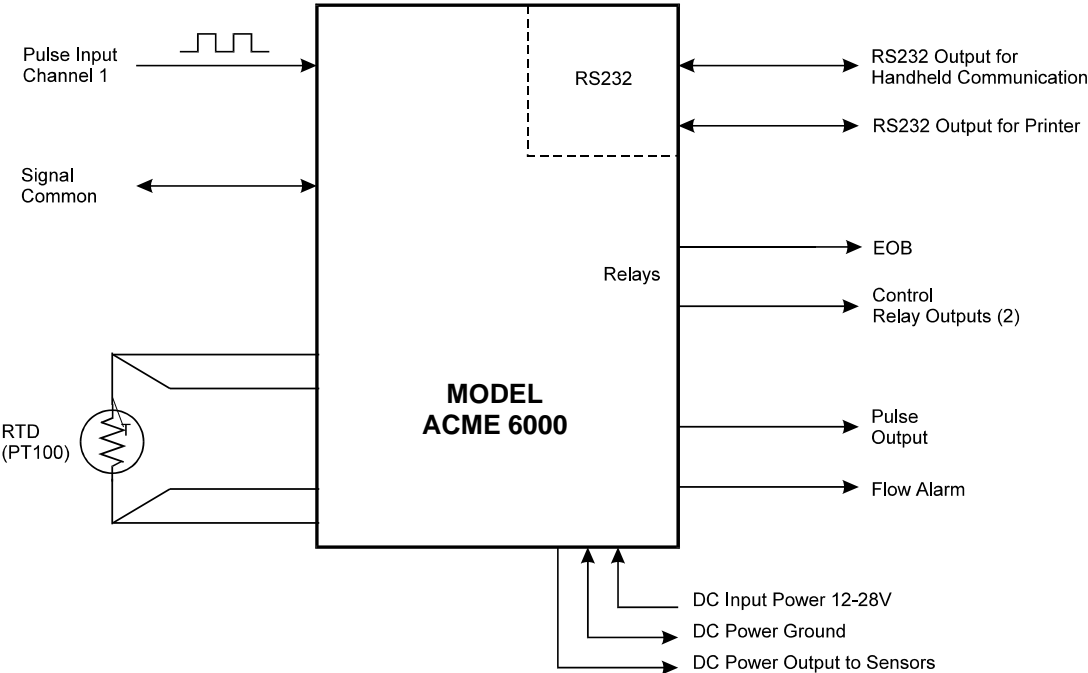 Pulse Input
Channel 1
Signal
Common
RTD
(PT100)
T
RS232
Relays
MODEL
ACME 6000
RS232 Output for
Handheld Communication
RS232 Output for Printer
EOB
Control
Relay Outputs (2)
Pulse
Output
Flow Alarm
DC Input Power 12-28V
DC Power Ground
DC Power Output to Sensors